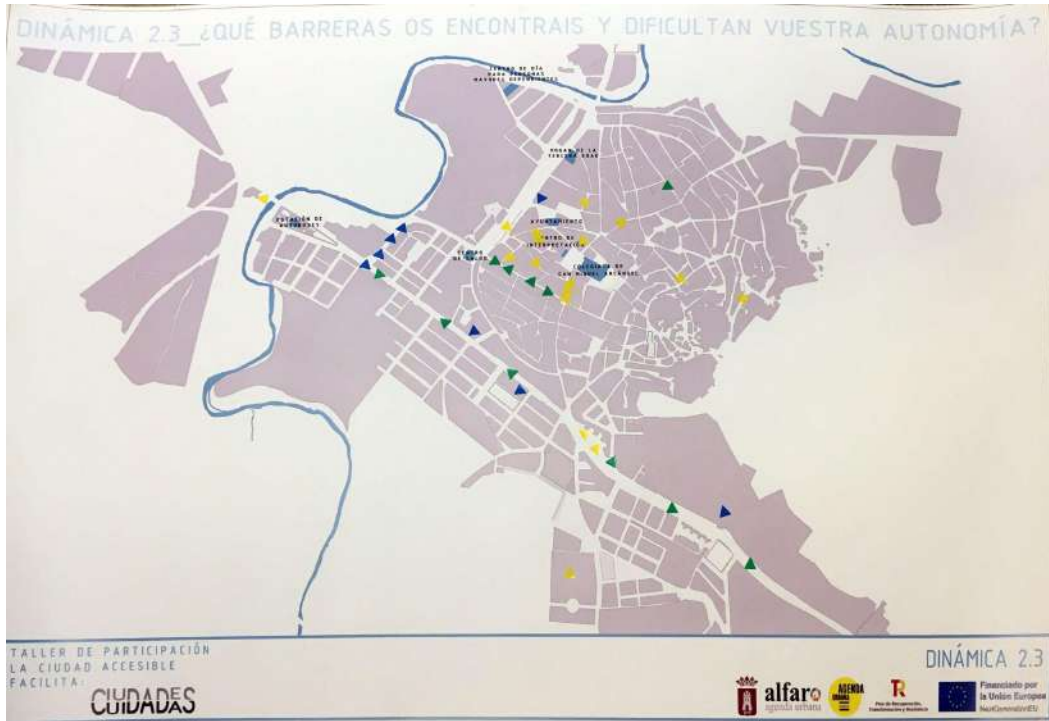 DINÁMICA 2.3_¿QUÉ BARRERAS OS ENCONTRAIS Y DIFICULTAN VUESTRA AUTONOMÍA?
CENTRO DE DÍA
PARA PERSONAS
MAYORES DEPENDIENTES
HOGAR DE LA
TERCERA EDAD
ESTACIÓN DE
AUTOBUSES
AYUNTAMIENTO
CENTRO DE
INTERPRETACIÓN
CENTRO
DE SALUD
COLEGIATA DE
SAN MIGUEL ARCÁNGEL
TALLER DE PARTICIPACIÓN
LA CIUDAD ACCESIBLE
FACILITA:
CIUDADES
CUIDADAS
DINÁMICA 2.3
alfaro
agenda urbana
AGENDA
URBANA
Plan de Recuperación,
Transformación y Resiliencia
Financiado por
la Unión Europea
NextGenerationEU